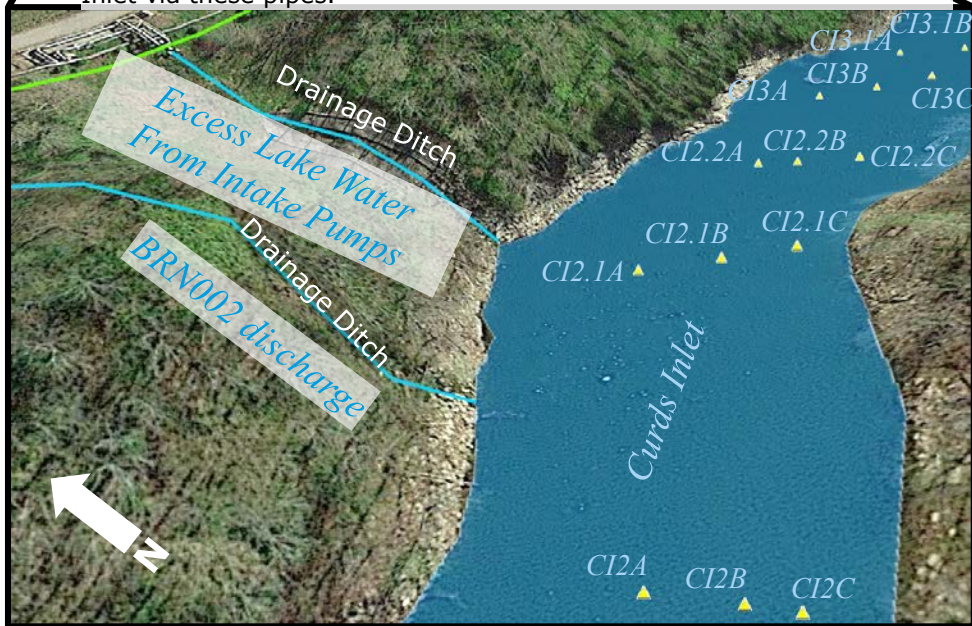 Inlet via these pipes.
CI3.1B
CI3.1A
CI3B
CI3A
CI3C
Drainage Ditch
Excess Lake Water
From Intake Pumps
CI2.2A
CI2.2B
CI2.2C
CI2.1C
CI2.1B
CI2.1A
Drainage Ditch
BRN002 discharge
Curds Inlet
N
CI2A
CI2B
CI2C